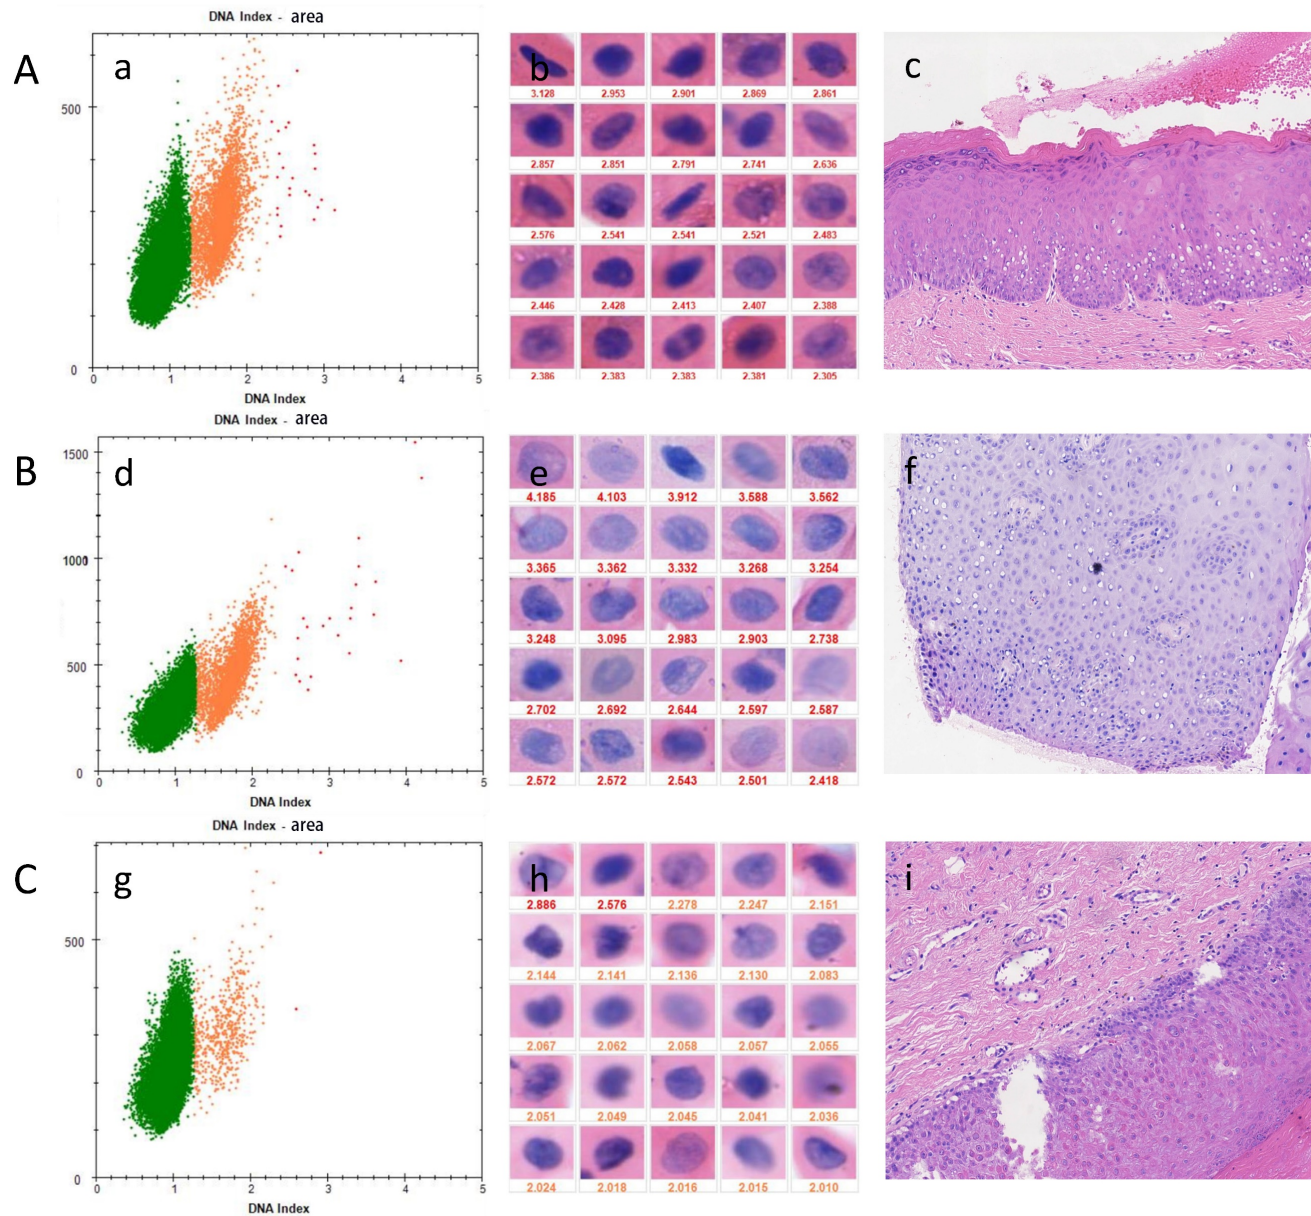 DNA Index - area
A
a
500
0
0 1 2 3 4 5
DNA Index
b
3.128 2.953 2.901 2.869 2.861
2.857 2.851 2.791 2.741 2.636
2.576 2.541 2.541 2.521 2.483
2.446 2.428 2.413 2.407 2.388
2.386 2.383 2.383 2.381 2.305
c
DNA Index - area
B
d
1500
1000
500
0
0 1 2 3 4 5
DNA Index
e
4.185 4.103 3.912 3.588 3.562
3.365 3.362 3.332 3.268 3.254
3.248 3.095 2.983 2.903 2.738
2.702 2.692 2.644 2.597 2.587
2.572 2.572 2.543 2.501 2.418
f
DNA Index - area
C
g
500
0
0 1 2 3 4 5
DNA Index
h
2.886 2.576 2.278 2.247 2.151
2.144 2.141 2.136 2.130 2.083
2.067 2.062 2.058 2.057 2.055
2.051 2.049 2.045 2.041 2.036
2.024 2.018 2.016 2.015 2.010
i